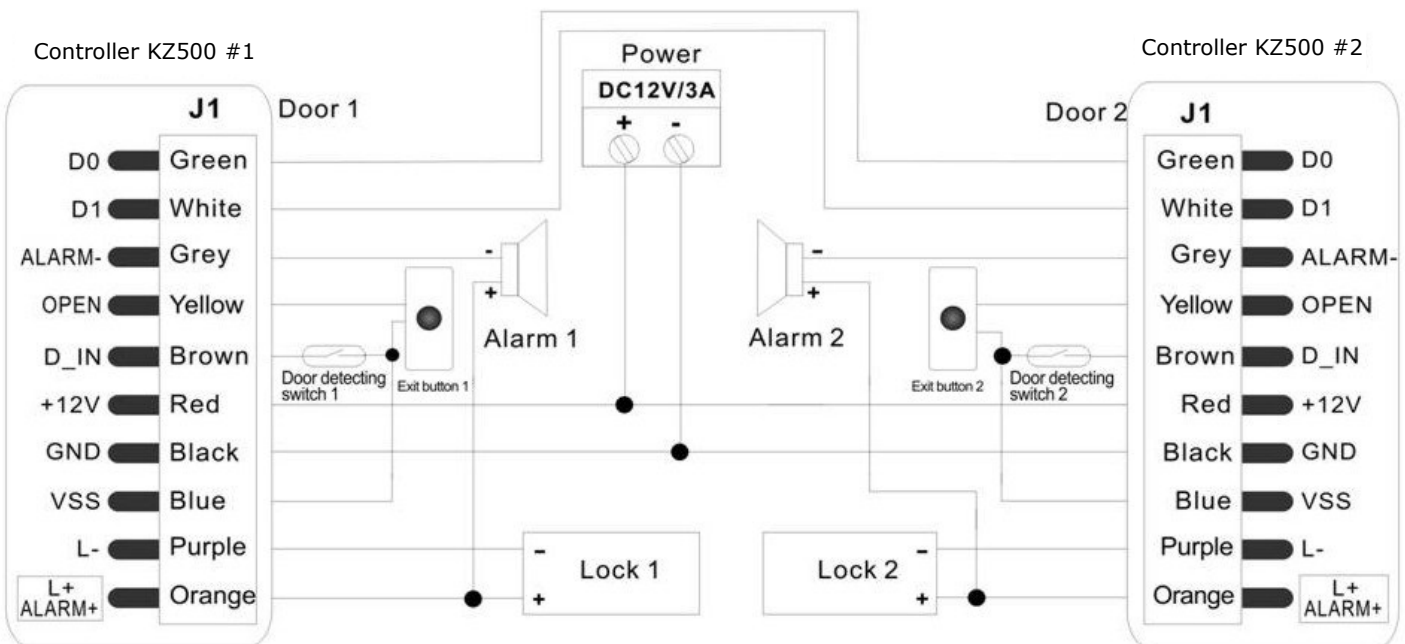 Controller KZ500 #1
Controller KZ500 #2
Power
DC12V/3A
+ -
J1
Door 1
D0 Green
D1 White
ALARM- Grey
OPEN Yellow
D_IN Brown
+12V Red
GND Black
VSS Blue
L- Purple
L+
ALARM+
Orange
-
+
Alarm 1
Exit button 1
Door detecting
switch 1
-
+
Lock 1
Door 2
J1
Green D0
White D1
Grey ALARM-
Yellow OPEN
Brown D_IN
Red +12V
Black GND
Blue VSS
Purple L-
Orange
L+
ALARM+
-
+
Alarm 2
Exit button 2
Door detecting
switch 2
Lock 2
-
+